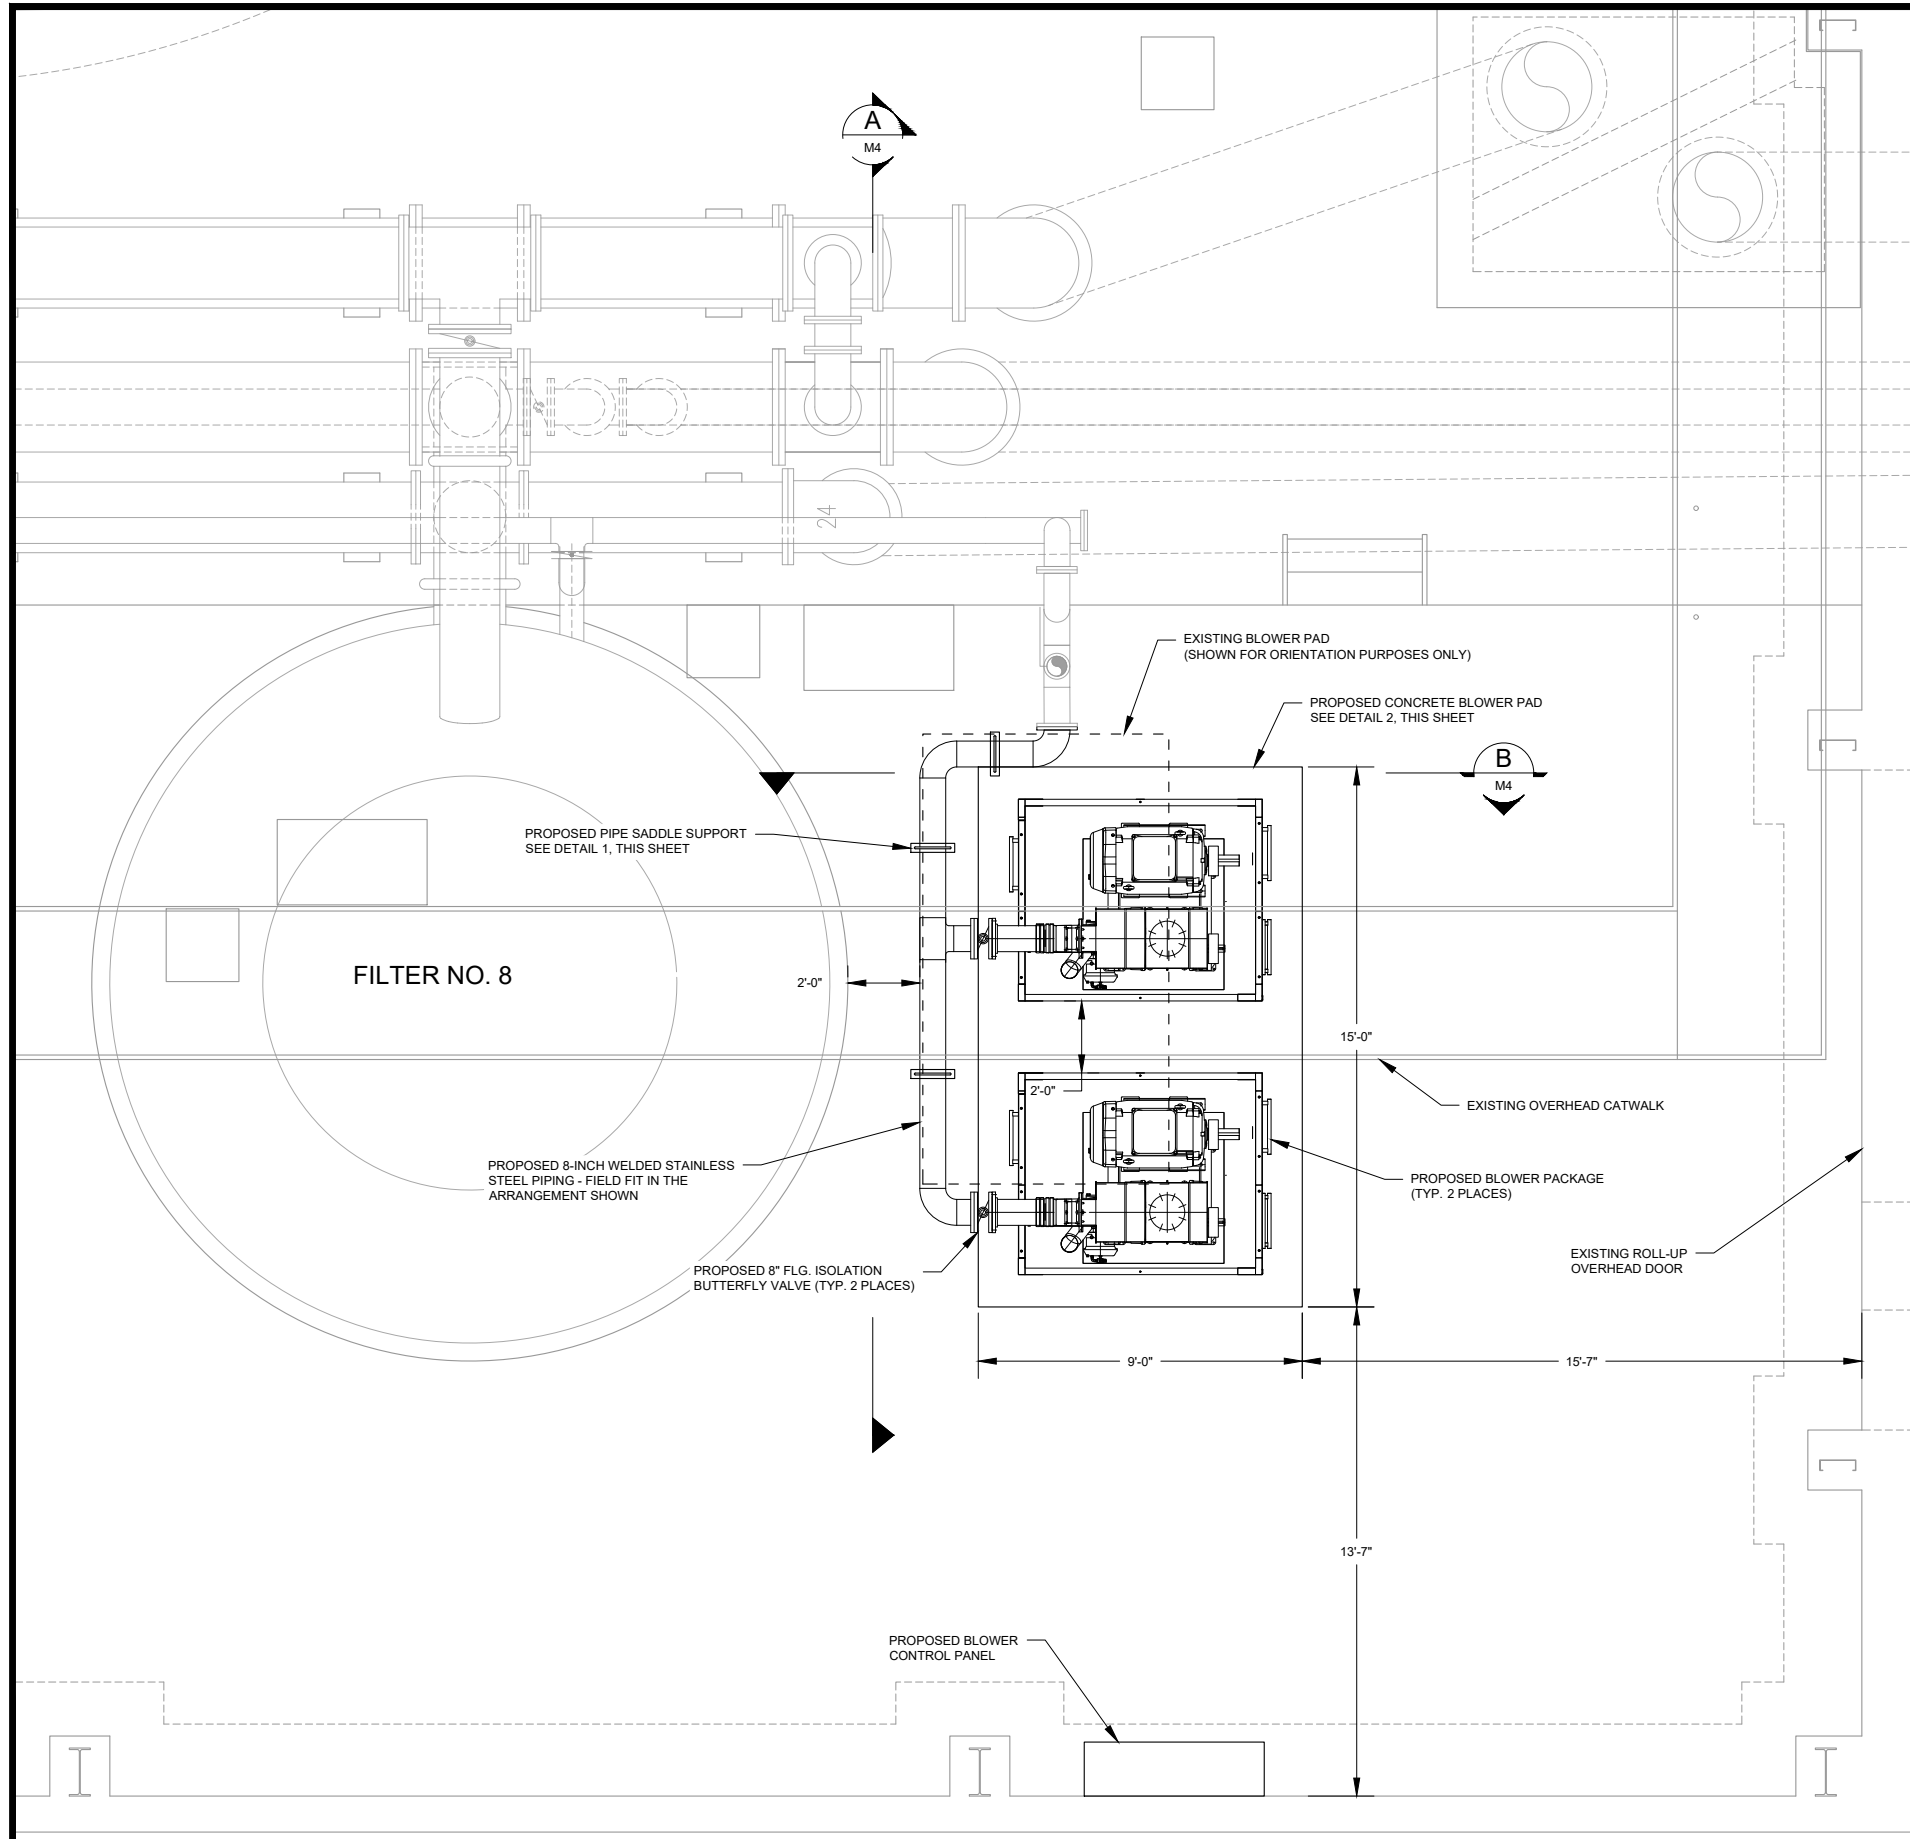 A
M4
24
EXISTING BLOWER PAD
(SHOWN FOR ORIENTATION PURPOSES ONLY)
PROPOSED CONCRETE BLOWER PAD
SEE DETAIL 2, THIS SHEET
B
M4
PROPOSED PIPE SADDLE SUPPORT
SEE DETAIL 1, THIS SHEET
FILTER NO. 8
2'-0"
15'-0"
2'-0"
EXISTING OVERHEAD CATWALK
PROPOSED 8-INCH WELDED STAINLESS
STEEL PIPING - FIELD FIT IN THE
ARRANGEMENT SHOWN
PROPOSED BLOWER PACKAGE
(TYP. 2 PLACES)
EXISTING ROLL-UP
OVERHEAD DOOR
PROPOSED 8" FLG. ISOLATION
BUTTERFLY VALVE (TYP. 2 PLACES)
9'-0"
15'-7"
13'-7"
PROPOSED BLOWER
CONTROL PANEL